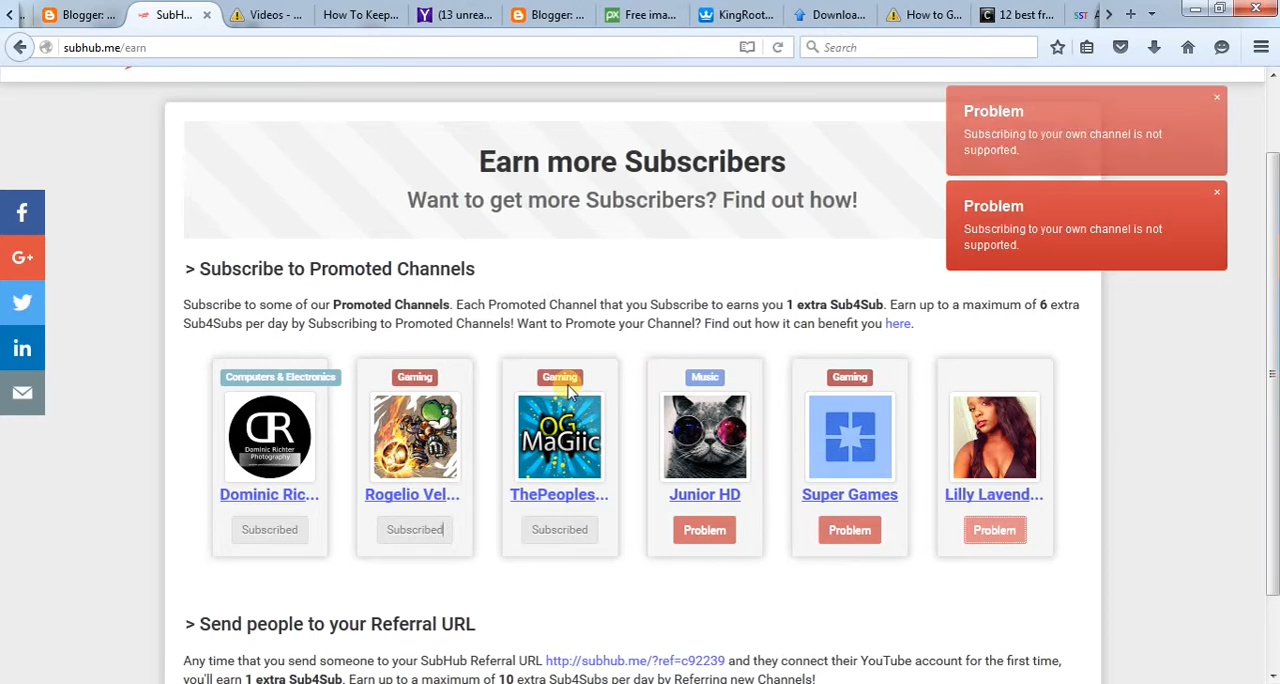 Blogger: ...
SubH...
Videos - ...
How To Keep...
(13 unrea...
Blogger: ...
Free ima...
KingRoot...
Downloa...
How to G...
12 best fr...
SST
subhub.me/earn
Search
Problem
Subscribing to your own channel is not
supported.
Problem
Subscribing to your own channel is not
supported.
Earn more Subscribers
Want to get more Subscribers? Find out how!
> Subscribe to Promoted Channels
Subscribe to some of our Promoted Channels. Each Promoted Channel that you Subscribe to earns you 1 extra Sub4Sub. Earn up to a maximum of 6 extra
Sub4Subs per day by Subscribing to Promoted Channels! Want to Promote your Channel? Find out how it can benefit you here.
Computers & Electronics
Gaming
Gaming
Music
Gaming
DR
Dominic Richter
Photography
OG
MaGiic
Dominic Ric...
Rogelio Vel...
ThePeoples...
Junior HD
Super Games
Lilly Lavend...
Subscribed
Subscribed
Subscribed
Problem
Problem
Problem
> Send people to your Referral URL
Any time that you send someone to your SubHub Referral URL http://subhub.me/?ref=c92239 and they connect their YouTube account for the first time,
you'll earn 1 extra Sub4Sub. Earn up to a maximum of 10 extra Sub4Subs per day by Referring new Channels!